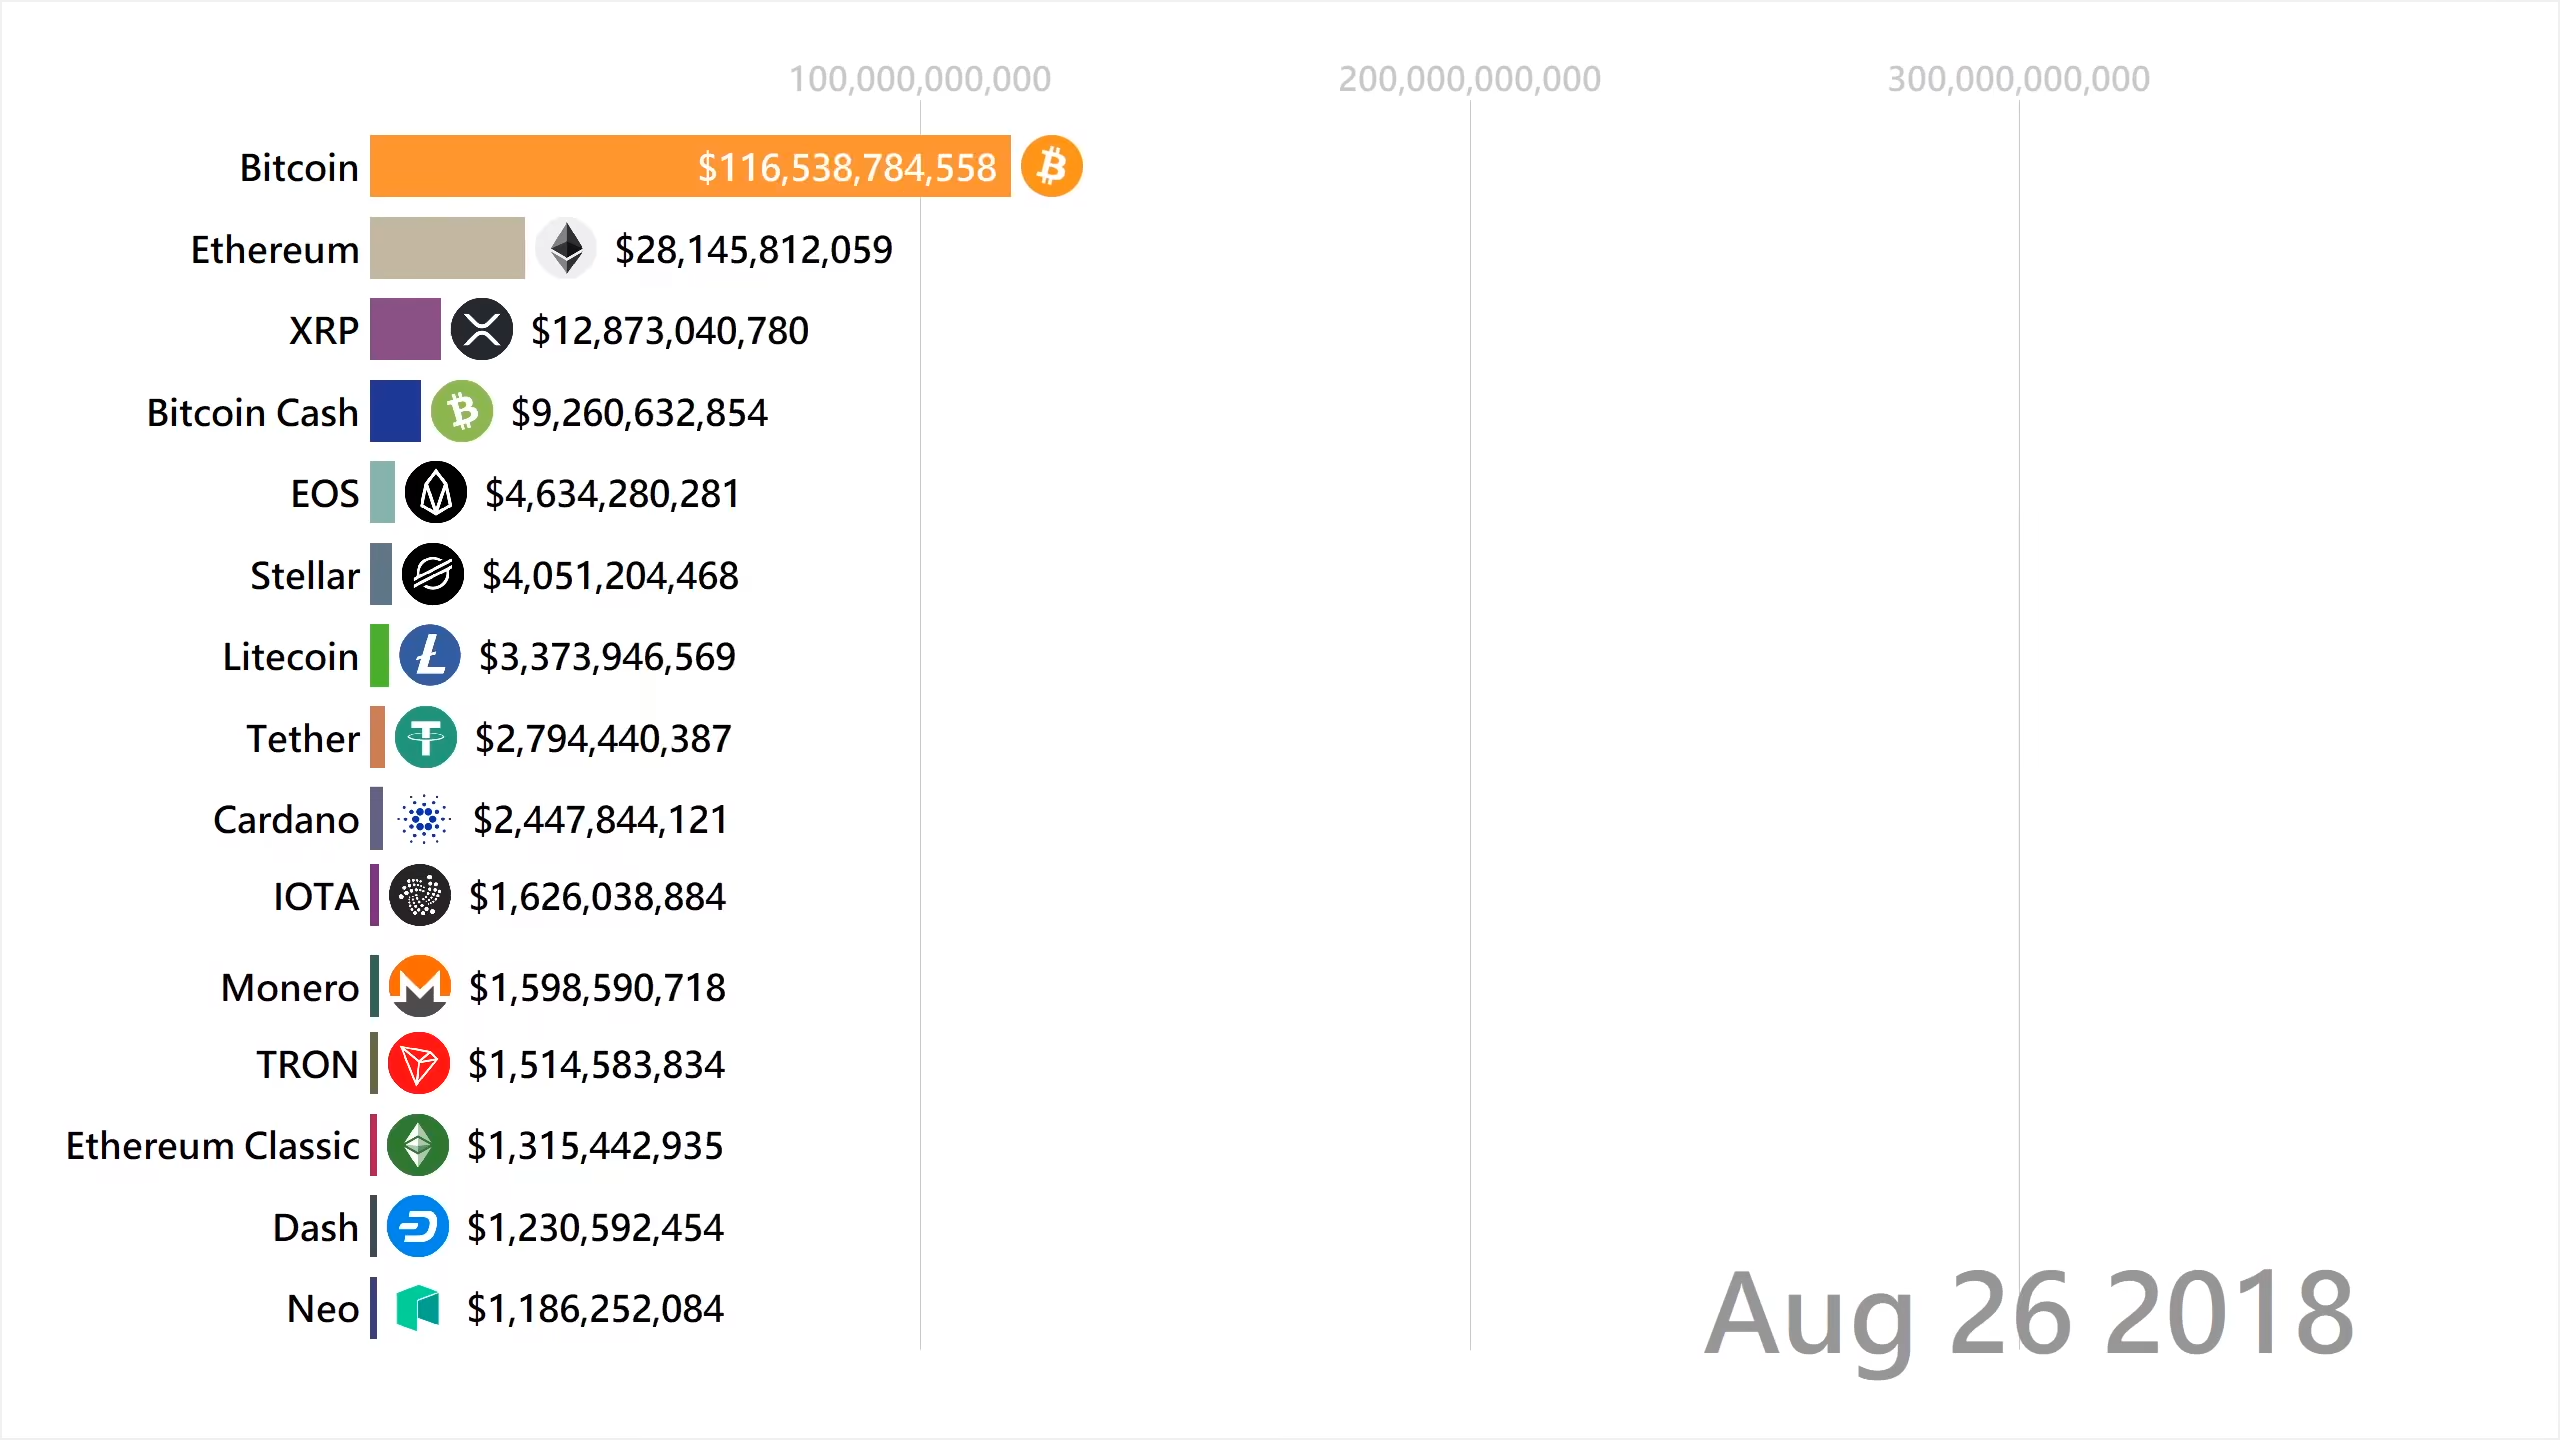 100,000,000,000 200,000,000,000 300,000,000,000
Bitcoin $116,538,784,558
Ethereum $28,145,812,059
XRP $12,873,040,780
Bitcoin Cash $9,260,632,854
EOS $4,634,280,281
Stellar $4,051,204,468
Litecoin $3,373,946,569
Tether $2,794,440,387
Cardano $2,447,844,121
IOTA $1,626,038,884
Monero $1,598,590,718
TRON $1,514,583,834
Ethereum Classic $1,315,442,935
Dash $1,230,592,454
Neo $1,186,252,084
Aug 26 2018